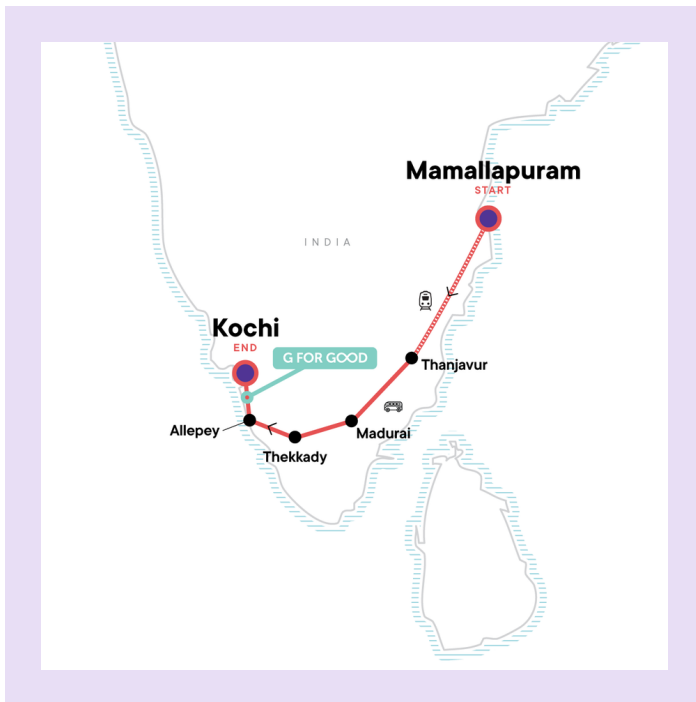 Mamallapuram
START
INDIA
Kochi
END
G FOR GOOD
Thanjavur
Allepey
Madurai
Thekkady